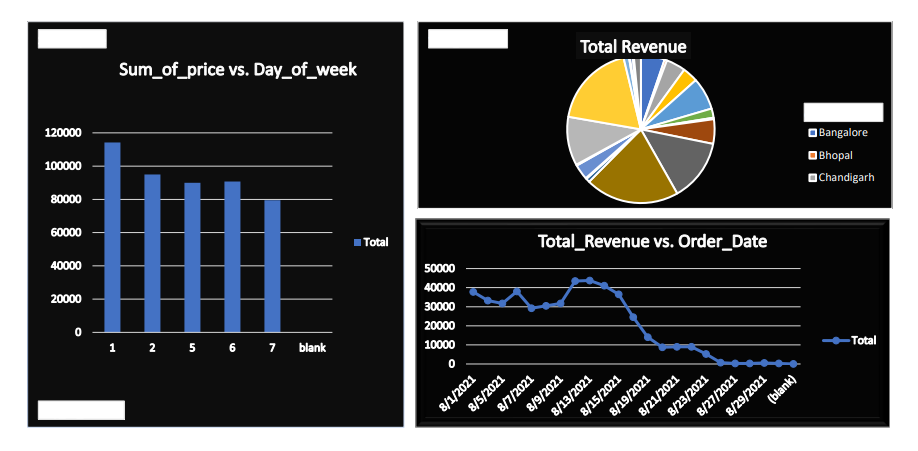 Sum_of_price vs. Day_of_week
120000
100000
80000
60000
40000
20000
0
1 2 5 6 7 blank
Total
Total Revenue
Bangalore
Bhopal
Chandigarh
Total_Revenue vs. Order_Date
50000
40000
30000
20000
10000
0
8/1/2021 8/5/2021 8/7/2021 8/9/2021 8/13/2021 8/15/2021 8/19/2021 8/21/2021 8/23/2021 8/27/2021 8/29/2021 (blank)
Total